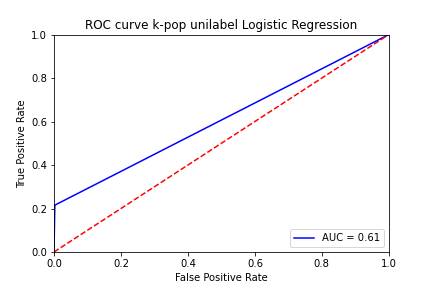 ROC curve k-pop unilabel Logistic Regression
1.0
0.8
0.6
0.4
0.2
0.0
True Positive Rate
0.0 0.2 0.4 0.6 0.8 1.0
False Positive Rate
AUC = 0.61